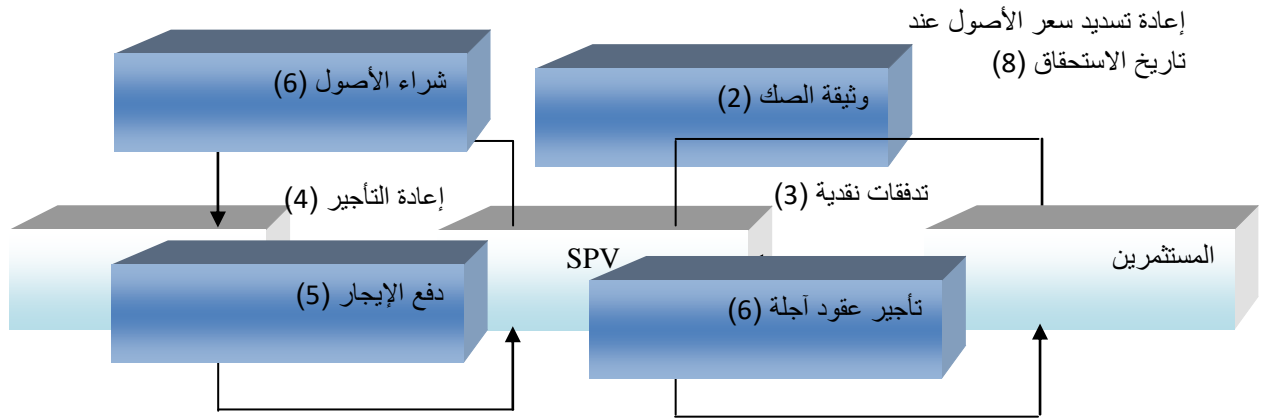 إعادة تسديد سعر الأصول عند
تاريخ الاستحقاق (8)
وثيقة الصك (2)
شراء الأصول (6)
تدفقات نقدية (3)
إعادة التأجير (4)
المستثمرين
SPV
تأجير عقود آجلة (6)
دفع الإيجار (5)